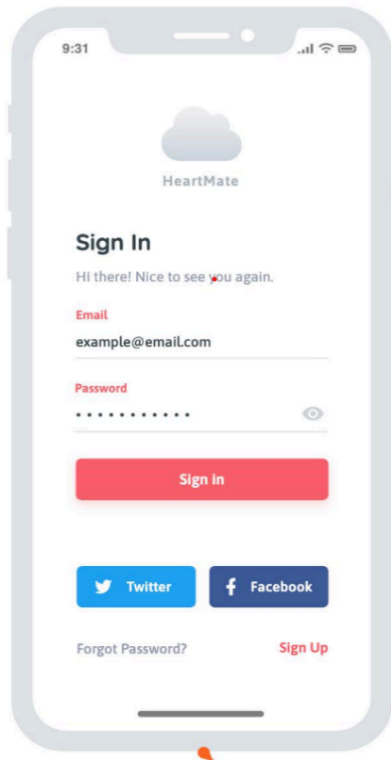 9:31
HeartMate
Sign In
Hi there! Nice to see you again.
Email
example@email.com
Password
• • • • • • • • • • •
Sign in
Twitter
Facebook
Forgot Password?
Sign Up